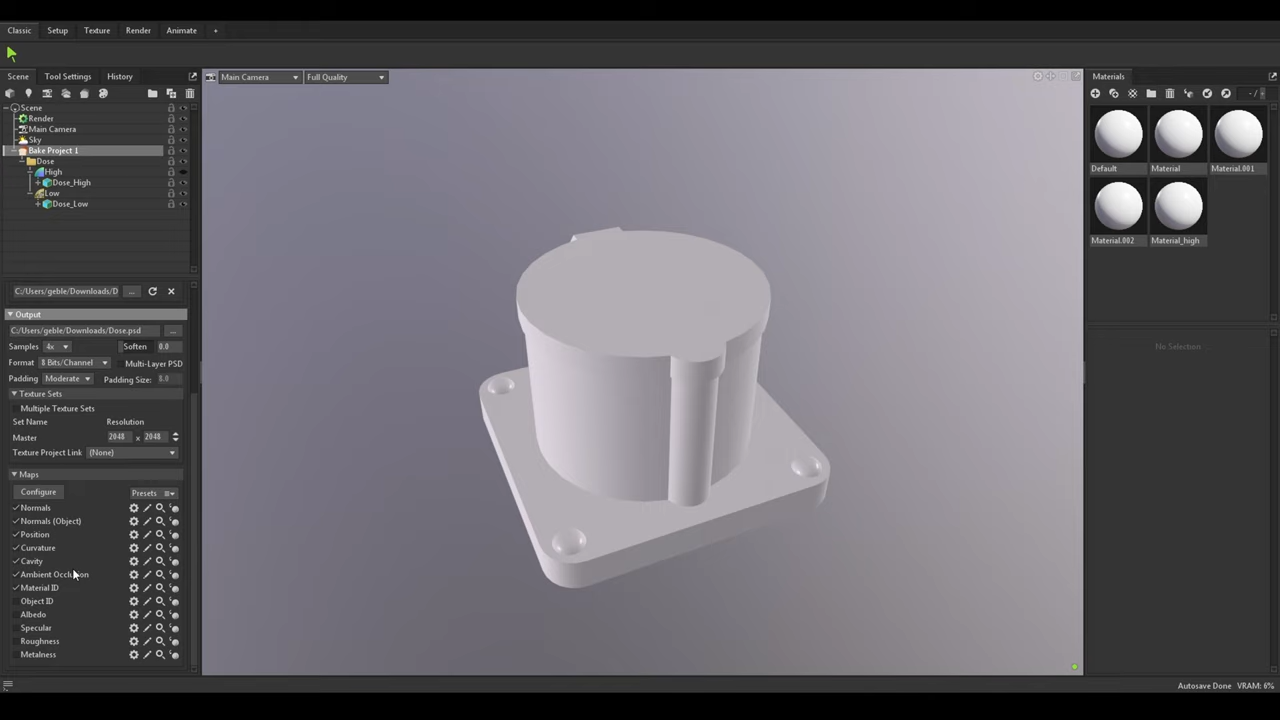 Classic Setup Texture Render Animate +
Scene Tool Settings History
Main Camera Full Quality
Materials
- / +
Scene
Render
Main Camera
Sky
Bake Project 1
Dose
High
Dose_High
Low
Dose_Low
Default Material Material.001
Material.002 Material_high
C:/Users/geble/Downloads/D ...
Output
C:/Users/geble/Downloads/Dose.psd ...
Samples 4x Soften 0.0
Format 8 Bits/Channel Multi-Layer PSD
Padding Moderate Padding Size: 8.0
Texture Sets
Multiple Texture Sets
Set Name Resolution
Master 2048 x 2048
Texture Project Link (None)
Maps
Configure Presets
Normals
Normals (Object)
Position
Curvature
Cavity
Ambient Occlusion
Material ID
Object ID
Albedo
Specular
Roughness
Metalness
No Selection
Autosave Done VRAM: 6%